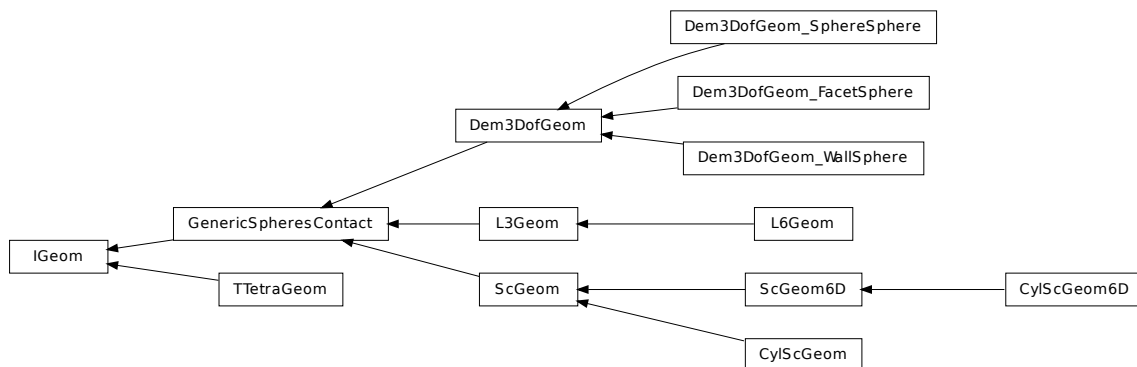 Dem3DofGeom_SphereSphere
Dem3DofGeom_FacetSphere
Dem3DofGeom
Dem3DofGeom_WallSphere
GenericSpheresContact
L3Geom
L6Geom
IGeom
TTetraGeom
ScGeom
ScGeom6D
CylScGeom6D
CylScGeom